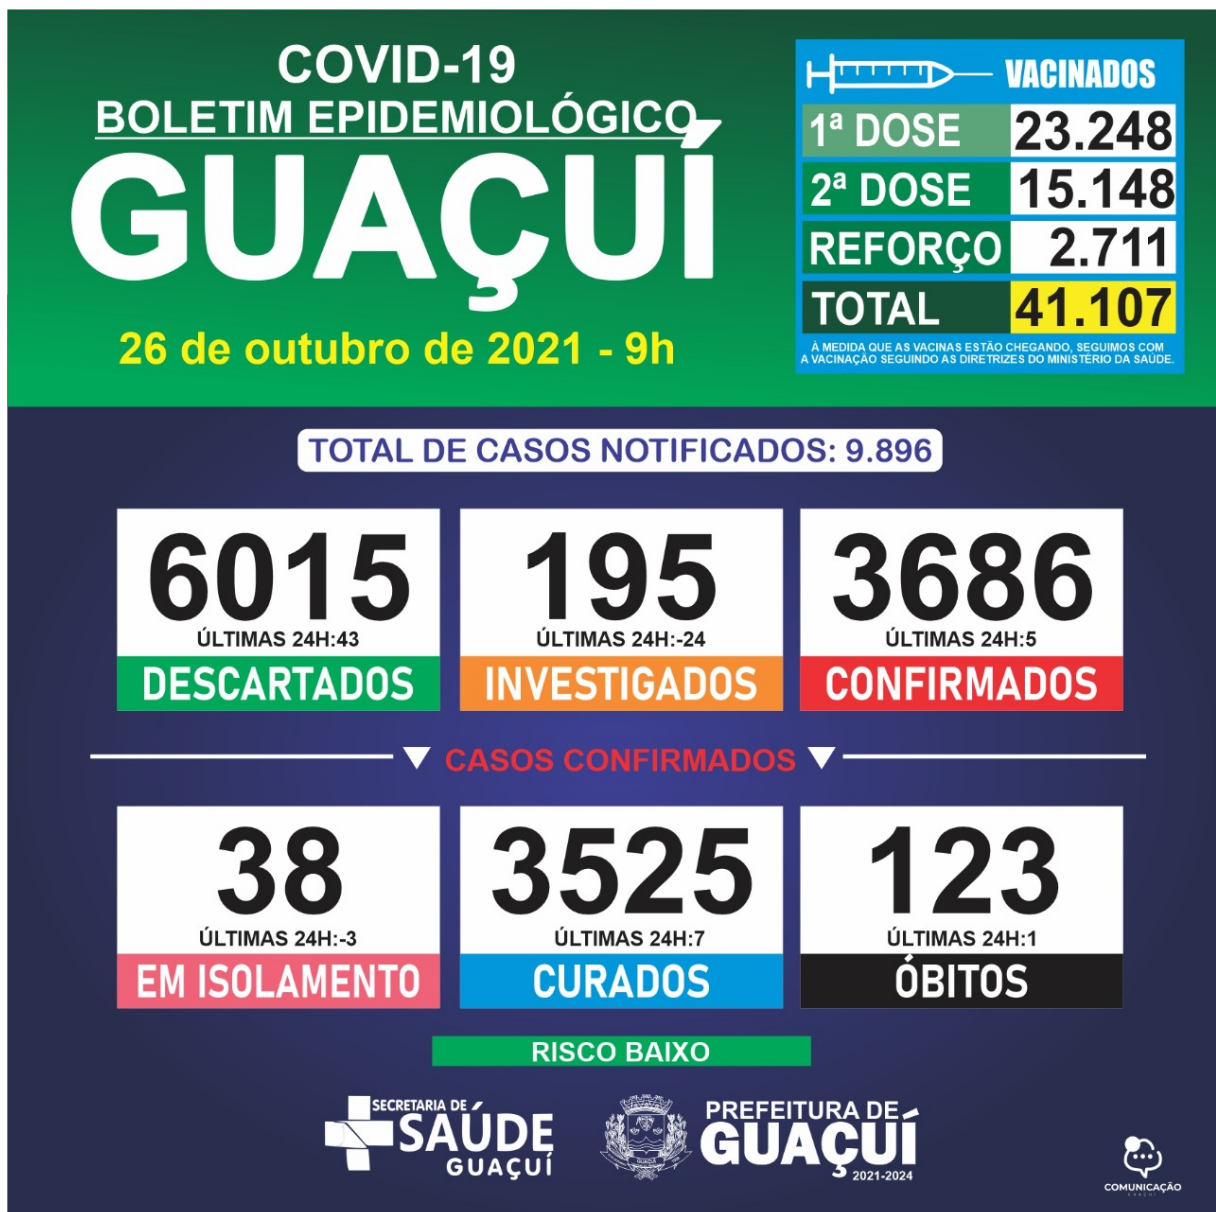 COVID-19
BOLETIM EPIDEMIOLÓGICO
GUAÇUÍ
26 de outubro de 2021 - 9h
VACINADOS
1ª DOSE 23.248
2ª DOSE 15.148
REFORÇO 2.711
TOTAL 41.107
À MEDIDA QUE AS VACINAS ESTÃO CHEGANDO, SEGUIMOS COM
A VACINAÇÃO SEGUINDO AS DIRETRIZES DO MINISTÉRIO DA SAÚDE.
TOTAL DE CASOS NOTIFICADOS: 9.896
6015
ÚLTIMAS 24H:43
DESCARTADOS
195
ÚLTIMAS 24H:-24
INVESTIGADOS
3686
ÚLTIMAS 24H:5
CONFIRMADOS
CASOS CONFIRMADOS
38
ÚLTIMAS 24H:-3
EM ISOLAMENTO
3525
ÚLTIMAS 24H:7
CURADOS
123
ÚLTIMAS 24H:1
ÓBITOS
RISCO BAIXO
SECRETARIA DE
SAÚDE
GUAÇUÍ
GUAÇUÍ
PREFEITURA DE
GUAÇUÍ
2021-2024
COMUNICAÇÃO
GUAÇUÍ